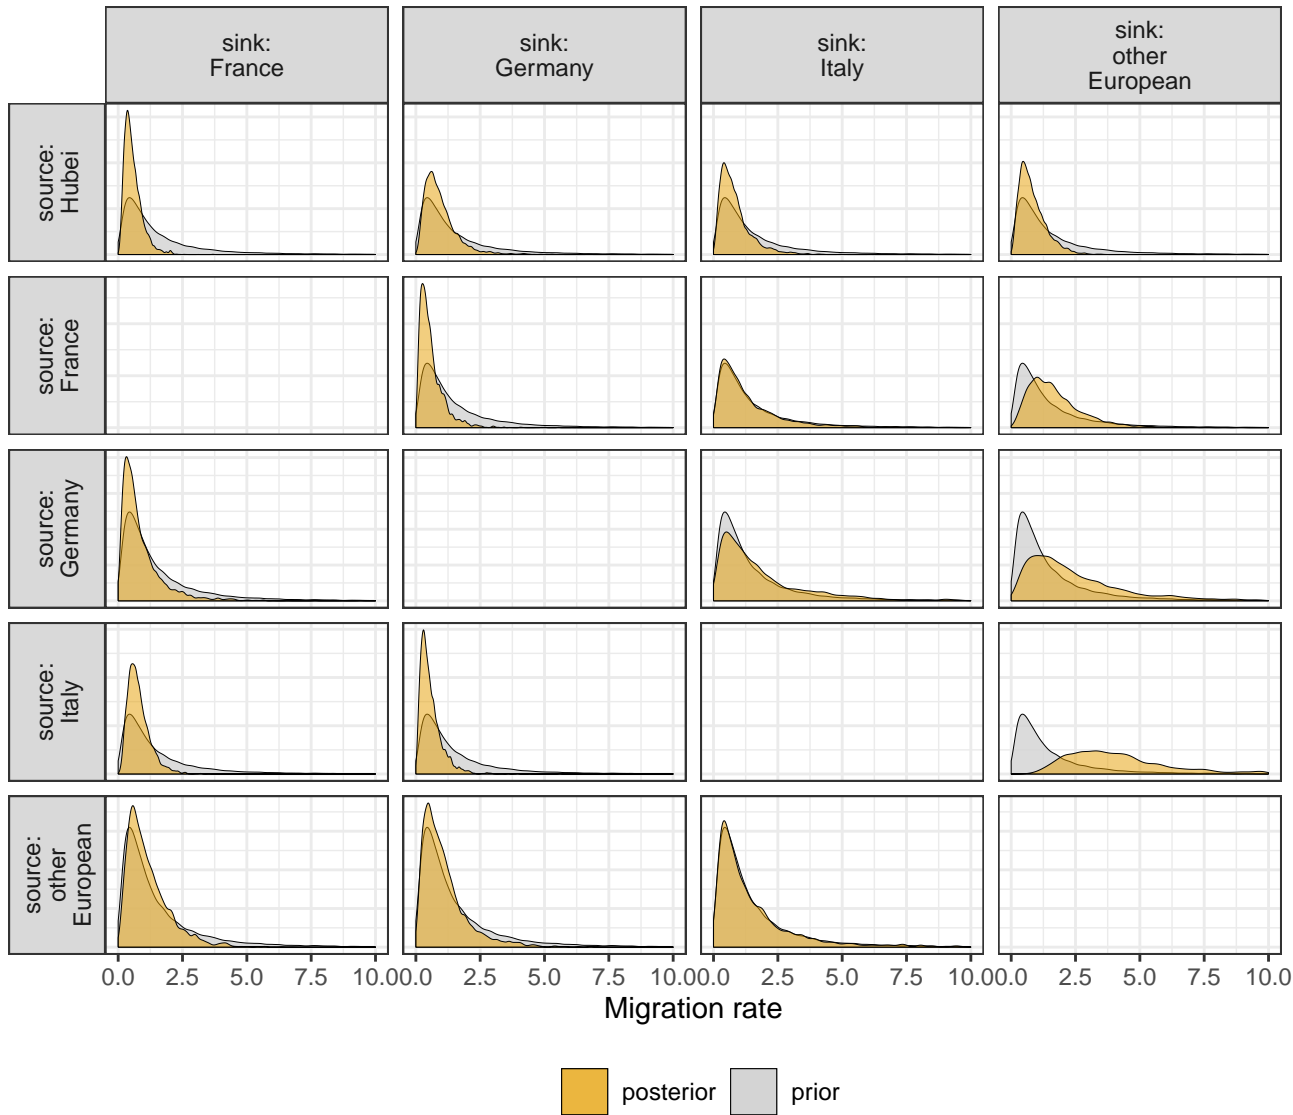 sink:
France
sink:
Germany
sink:
Italy
sink:
other
European
source:
Hubei
source:
France
source:
Germany
source:
Italy
source:
other
European
0.0 2.5 5.0 7.5 10.0 0.0 2.5 5.0 7.5 10.0 0.0 2.5 5.0 7.5 10.0 0.0 2.5 5.0 7.5 10.0
Migration rate
posterior prior